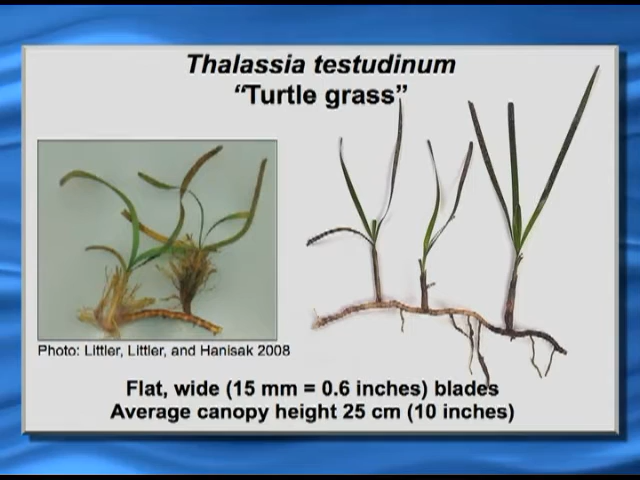 Thalassia testudinum
“Turtle grass”
Photo: Littler, Littler, and Hanisak 2008
Flat, wide (15 mm = 0.6 inches) blades
Average canopy height 25 cm (10 inches)